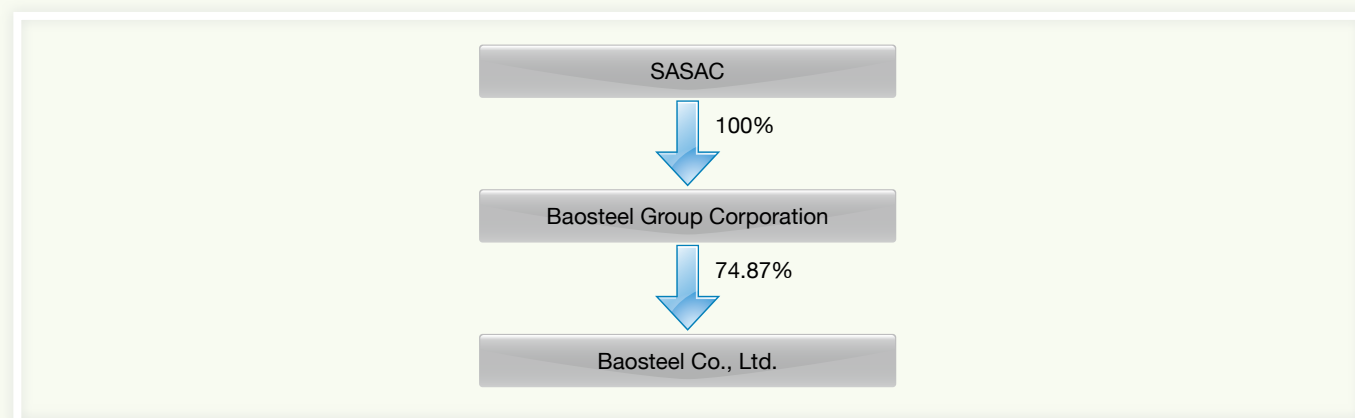 SASAC
100%
Baosteel Group Corporation
74.87%
Baosteel Co., Ltd.